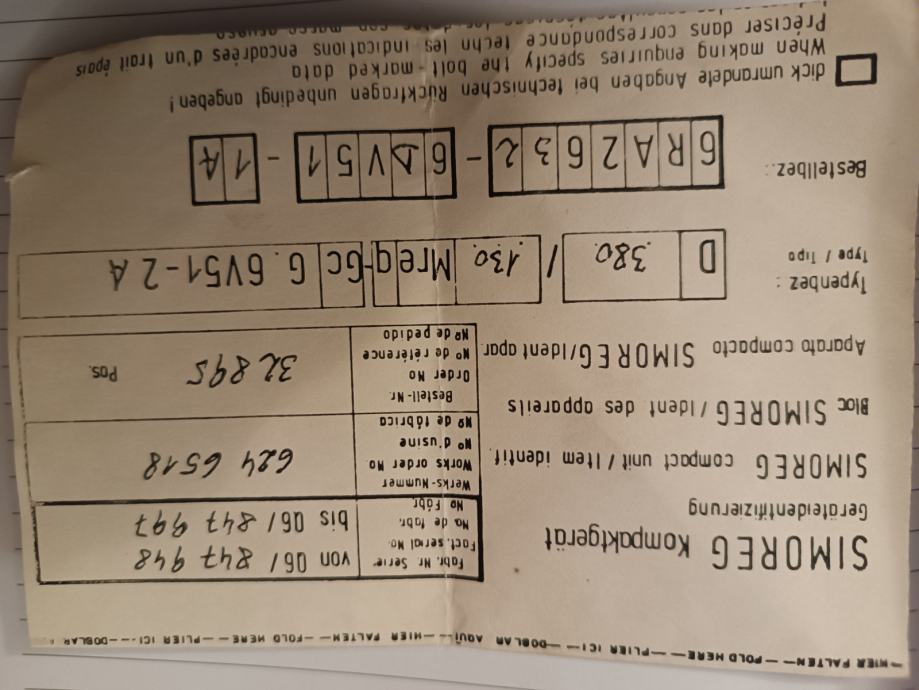 —HIER FALTEN— — —FOLD HERE— — —PLIER ICI— — —DOBLAR AQUÍ— —HIER FALTEN —FOLD HERE— —PLIER ICI— — —DOBLAR
SIMOREG Kompaktgerät
Geräteidentifizierung
SIMOREG compact unit/Item identif.
Bloc SIMOREG/Ident des appareils
Aparato compacto SIMOREG/Ident apar.
Fabr. Nr. Serie
Fact. serial No.
No. de fabr.
No Fábr.
von Q6/ 847 948
bis Q6/ 847 997
Werks-Nummer
Works order No.
Nº d'usine
Nº de fábrica
624 6518
Bestell-Nr.
Order No
Nº de référence
Nº de pedido
32895 Pos.
Typenbez :
Type / Tipo
D 380 / 130 Mreq-Gc G. 6V51-2A
Bestellbez.:
6RA2632 - 6DV51 - 1A
dick umrandete Angaben bei technischen Rückfragen unbedingt angeben!
When making enquiries specify the bolt-marked data
Préciser dans correspondance techn les indications encadrées d'un trait épais